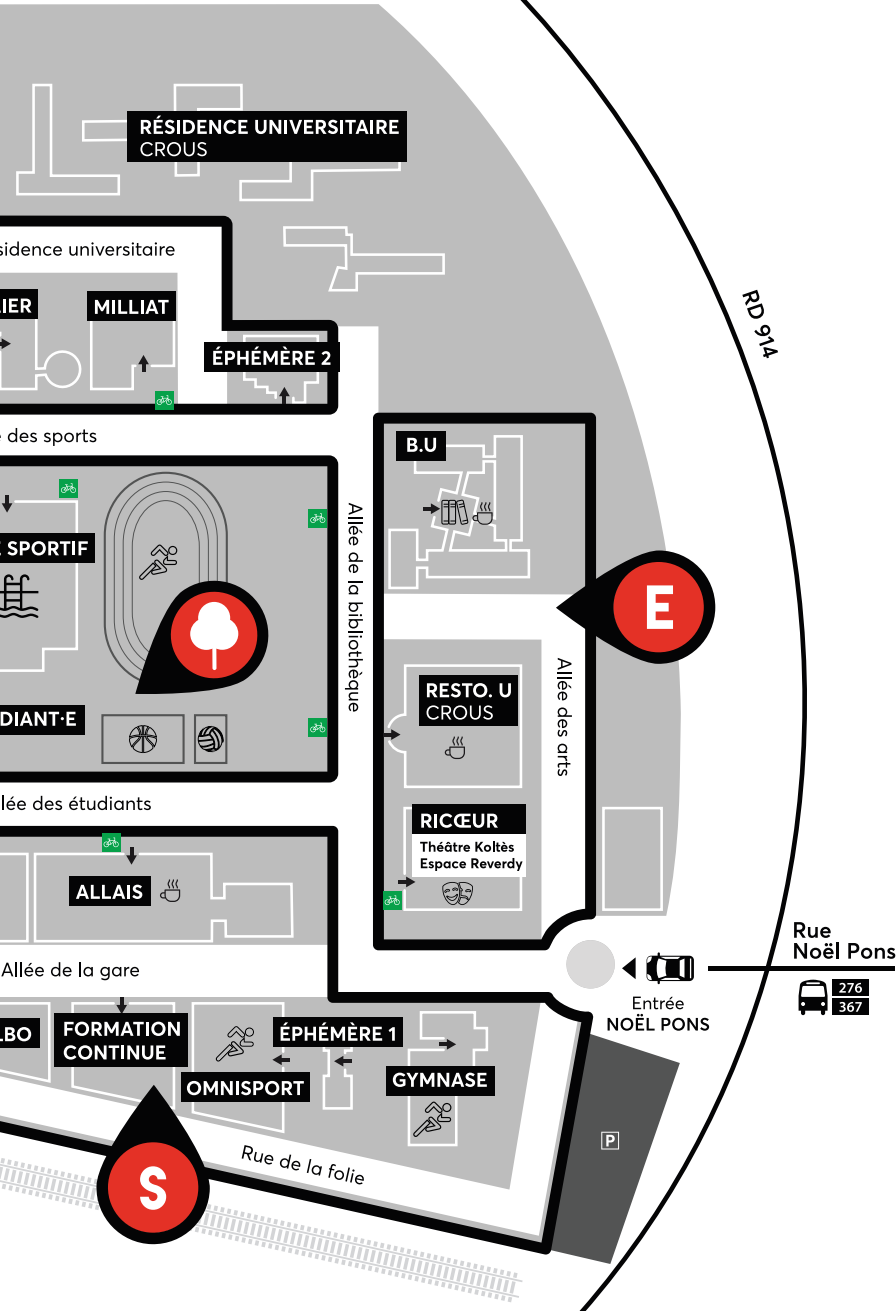 RÉSIDENCE UNIVERSITAIRE
CROUS
sidence universitaire
IER
MILLIAT
ÉPHÉMÈRE 2
RD 914
des sports
B.U
Allée de la bibliothèque
SPORTIF
E
RESTO. U
CROUS
Allée des arts
DIANT·E
lée des étudiants
RICŒUR
Théâtre Koltès
Espace Reverdy
ALLAIS
Rue
Noël Pons
276
367
Entrée
NOËL PONS
Allée de la gare
LBO
FORMATION
CONTINUE
OMNISPORT
ÉPHÉMÈRE 1
GYMNASE
P
Rue de la folie
S